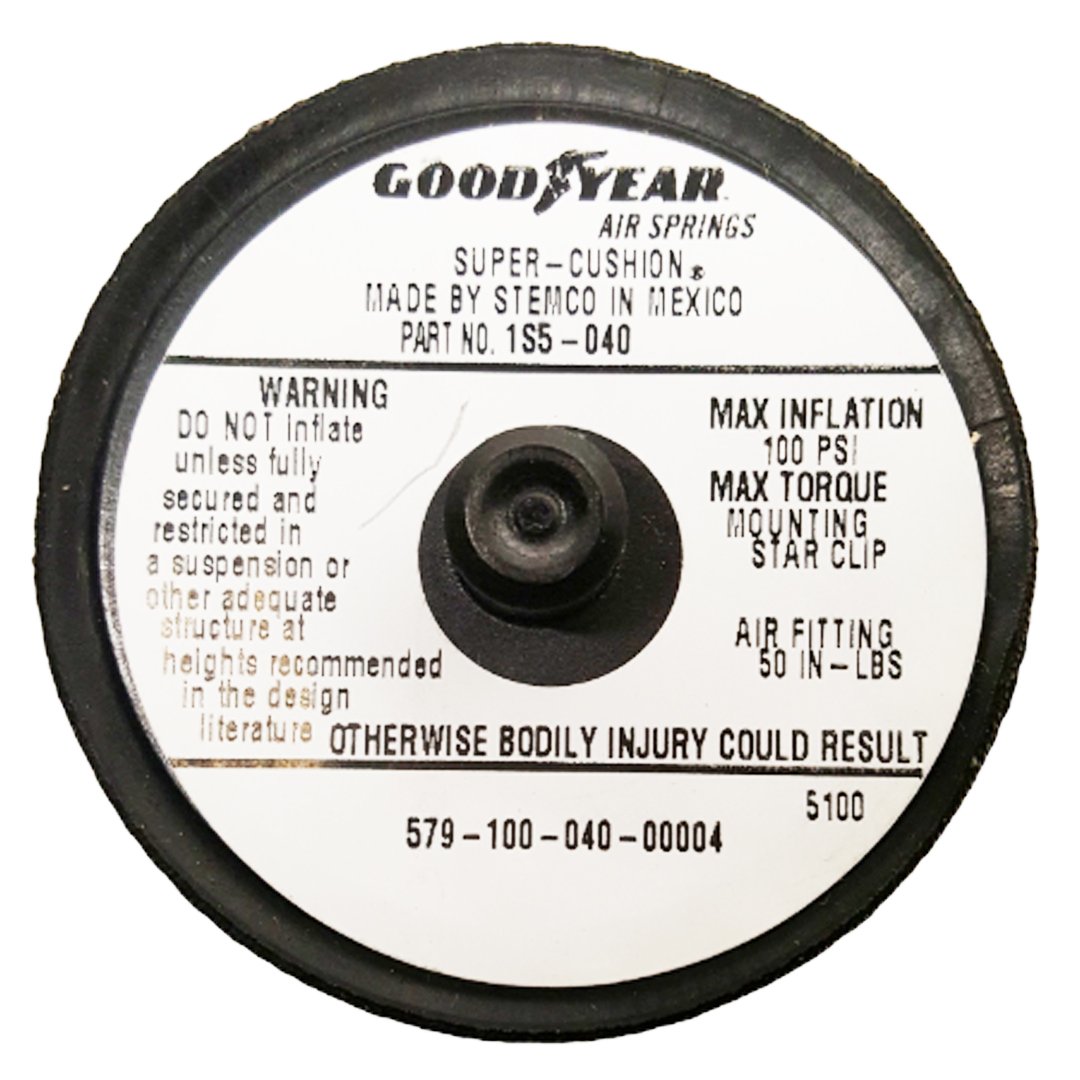 GOODYEAR
AIR SPRINGS
SUPER-CUSHION®
MADE BY STEMCO IN MEXICO
PART NO. 1S5-040
WARNING
DO NOT inflate
unless fully
secured and
restricted in
a suspension or
other adequate
structure at
heights recommended
in the design
literature
OTHERWISE BODILY INJURY COULD RESULT
MAX INFLATION
100 PSI
MAX TORQUE
MOUNTING
STAR CLIP
AIR FITTING
50 IN-LBS
5100
579-100-040-00004